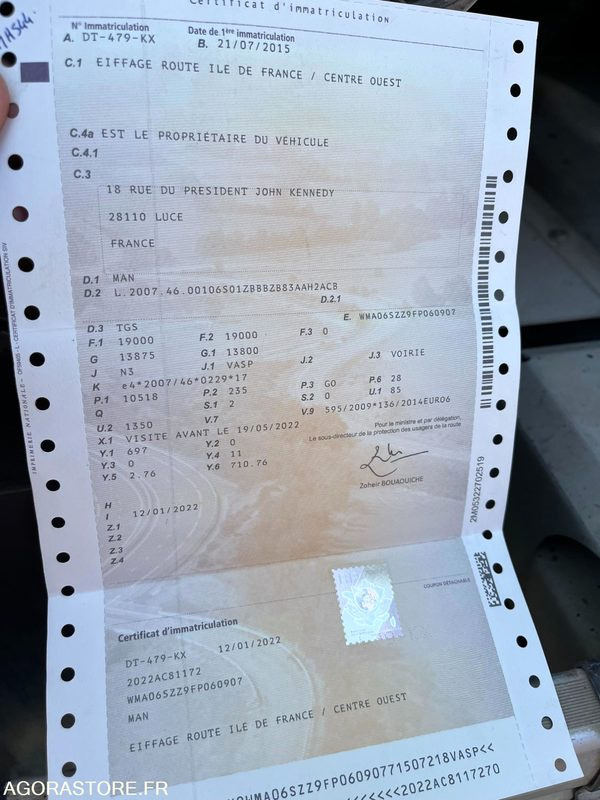 Certificat d'immatriculation
N° Immatriculation Date de 1ère immatriculation
A. DT-479-KX B. 21/07/2015
C.1 EIFFAGE ROUTE ILE DE FRANCE / CENTRE OUEST
C.4a EST LE PROPRIÉTAIRE DU VÉHICULE
C.4.1
C.3
18 RUE DU PRESIDENT JOHN KENNEDY
28110 LUCE
FRANCE
D.1 MAN
D.2 L.2007.46.00106S01ZBBBZB83AAH2ACB
D.2.1
D.3 TGS E. WMA06SZZ9FP060907
F.1 19000 F.2 19000 F.3 0
G 13875 G.1 13800
J N3 J.1 VASP J.2 J.3 VOIRIE
K e4*2007/46*0229*17
P.1 10518 P.2 235 P.3 GO P.6 28
Q S.1 2 S.2 0 U.1 85
U.2 1350 V.7 V.9 595/2009*136/2014EURO6
X.1 VISITE AVANT LE 19/05/2022
Y.1 697 Y.2 0
Y.3 0 Y.4 11
Y.5 2.76 Y.6 710.76
Pour le ministre et par délégation,
Le sous-directeur de la protection des usagers de la route
Zoheir BOUAOUICHE
H
I 12/01/2022
Z.1
Z.2
Z.3
Z.4
2M05322702519
COUPON DÉTACHABLE
Certificat d'immatriculation
DT-479-KX 12/01/2022
2022AC81172
WMA06SZZ9FP060907
MAN
EIFFAGE ROUTE ILE DE FRANCE / CENTRE OUEST
WMA06SZZ9FP06090771507218VASP<<
<<<<<<<2022AC8117270
AGORASTORE.FR